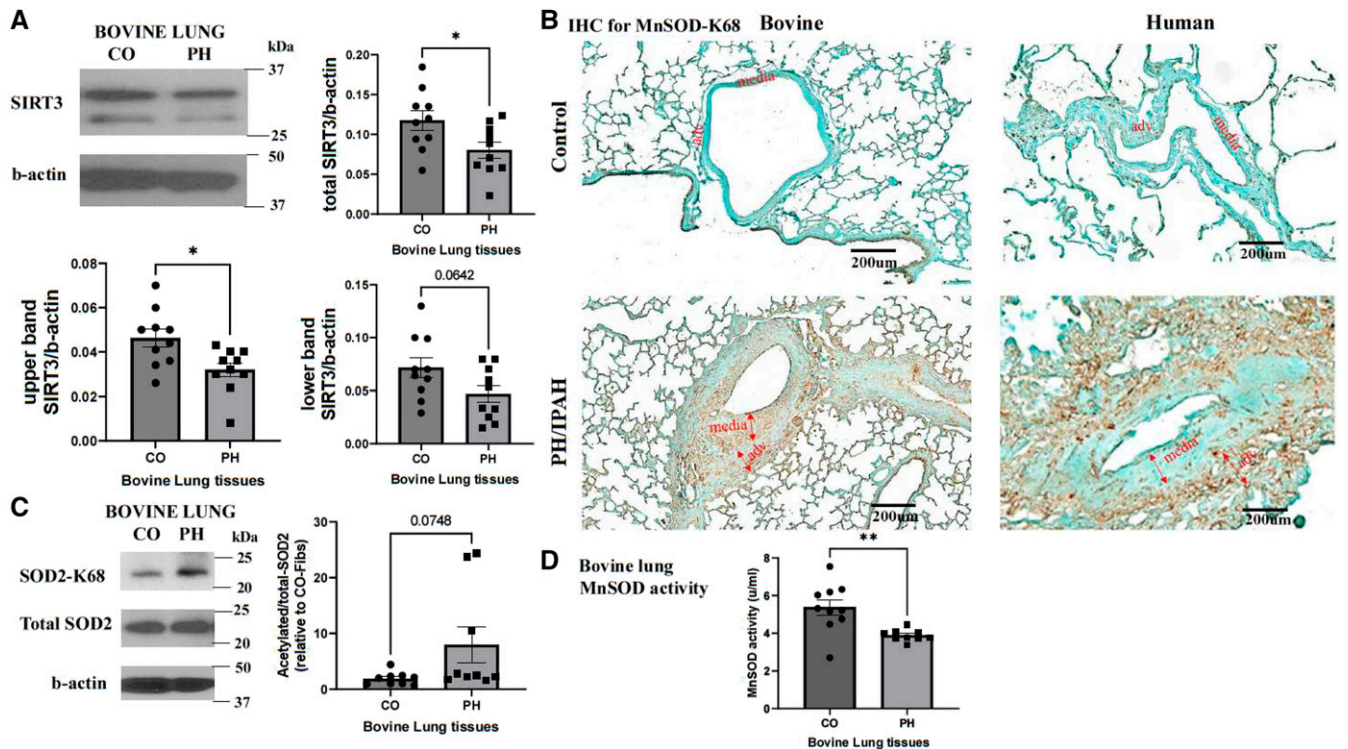 A
BOVINE LUNG
CO PH kDa
37
SIRT3
25
50
b-actin
37
*
total SIRT3/b-actin
0.20
0.15
0.10
0.05
0.00
CO PH
Bovine Lung tissues
*
upper band
SIRT3/b-actin
0.08
0.06
0.04
0.02
0.00
CO PH
Bovine Lung tissues
0.0642
lower band
SIRT3/b-actin
0.15
0.10
0.05
0.00
CO PH
Bovine Lung tissues
B
IHC for MnSOD-K68 Bovine
Human
Control
media
adv
200um
adv
media
200um
PH/IPAH
media
adv
200um
media
adv
200um
C
BOVINE LUNG
CO PH kDa
25
SOD2-K68
20
25
Total SOD2
20
50
b-actin
37
0.0748
Acetylated/total-SOD2
(relative to CO-Fibs)
30
20
10
0
CO PH
Bovine Lung tissues
D
Bovine lung
MnSOD activity
**
MnSOD activity (u/ml)
8
6
4
2
0
CO PH
Bovine Lung tissues